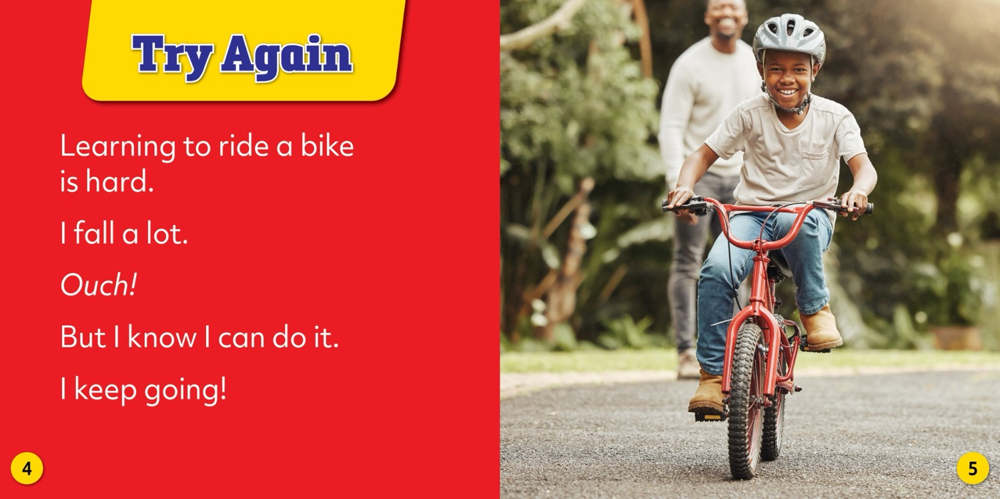 Try Again
Learning to ride a bike
is hard.
I fall a lot.
Ouch!
But I know I can do it.
I keep going!
4
5